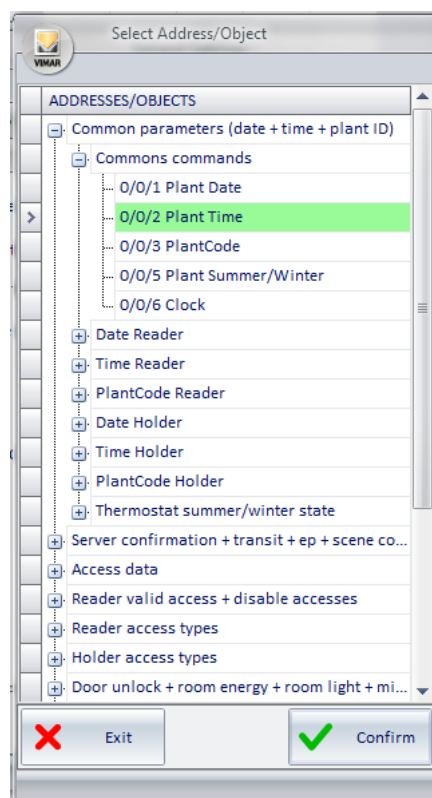 Select Address/Object
VIMAR
ADDRESSES/OBJECTS
Common parameters (date + time + plant ID)
Commons commands
0/0/1 Plant Date
0/0/2 Plant Time
0/0/3 PlantCode
0/0/5 Plant Summer/Winter
0/0/6 Clock
Date Reader
Time Reader
PlantCode Reader
Date Holder
Time Holder
PlantCode Holder
Thermostat summer/winter state
Server confirmation + transit + ep + scene co...
Access data
Reader valid access + disable accesses
Reader access types
Holder access types
Door unlock + room energy + room light + mi...
Exit
Confirm